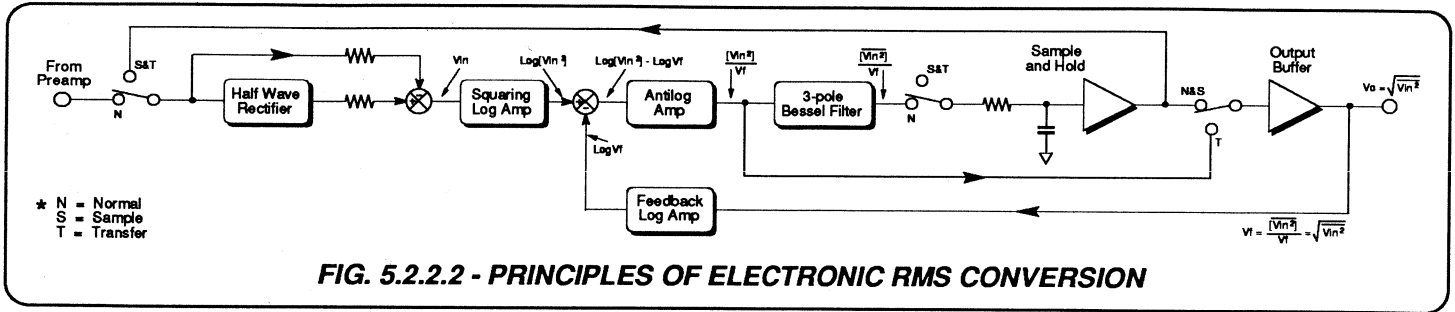 From
Preamp
S&T
N
Half Wave
Rectifier
Vin
Squaring
Log Amp
Log(Vin²)
Log(Vin²) - LogVf
LogVf
Antilog
Amp
[Vin²]
Vf
3-pole
Bessel Filter
[Vin²]
Vf
S&T
N
Sample
and Hold
N&S
T
Output
Buffer
Vo = √Vin²
Feedback
Log Amp
Vf = [Vin²] / Vf = √Vin²
* N = Normal
S = Sample
T = Transfer
FIG. 5.2.2.2 - PRINCIPLES OF ELECTRONIC RMS CONVERSION